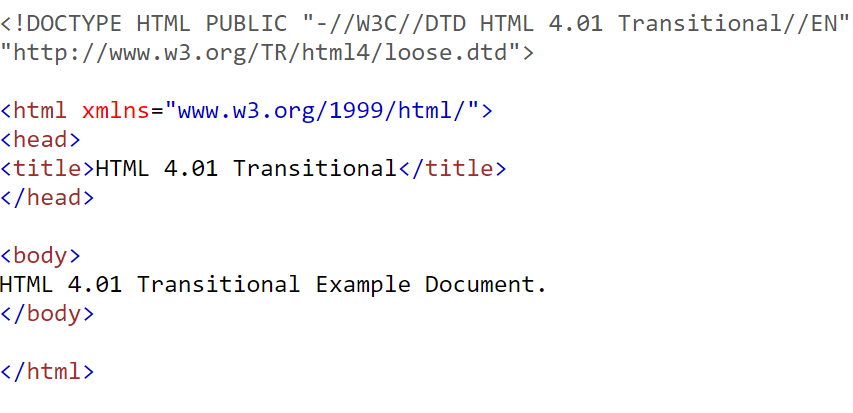 <!DOCTYPE HTML PUBLIC "-//W3C//DTD HTML 4.01 Transitional//EN"
"http://www.w3.org/TR/html4/loose.dtd">
<html xmlns="www.w3.org/1999/html/">
<head>
<title>HTML 4.01 Transitional</title>
</head>
<body>
HTML 4.01 Transitional Example Document.
</body>
</html>